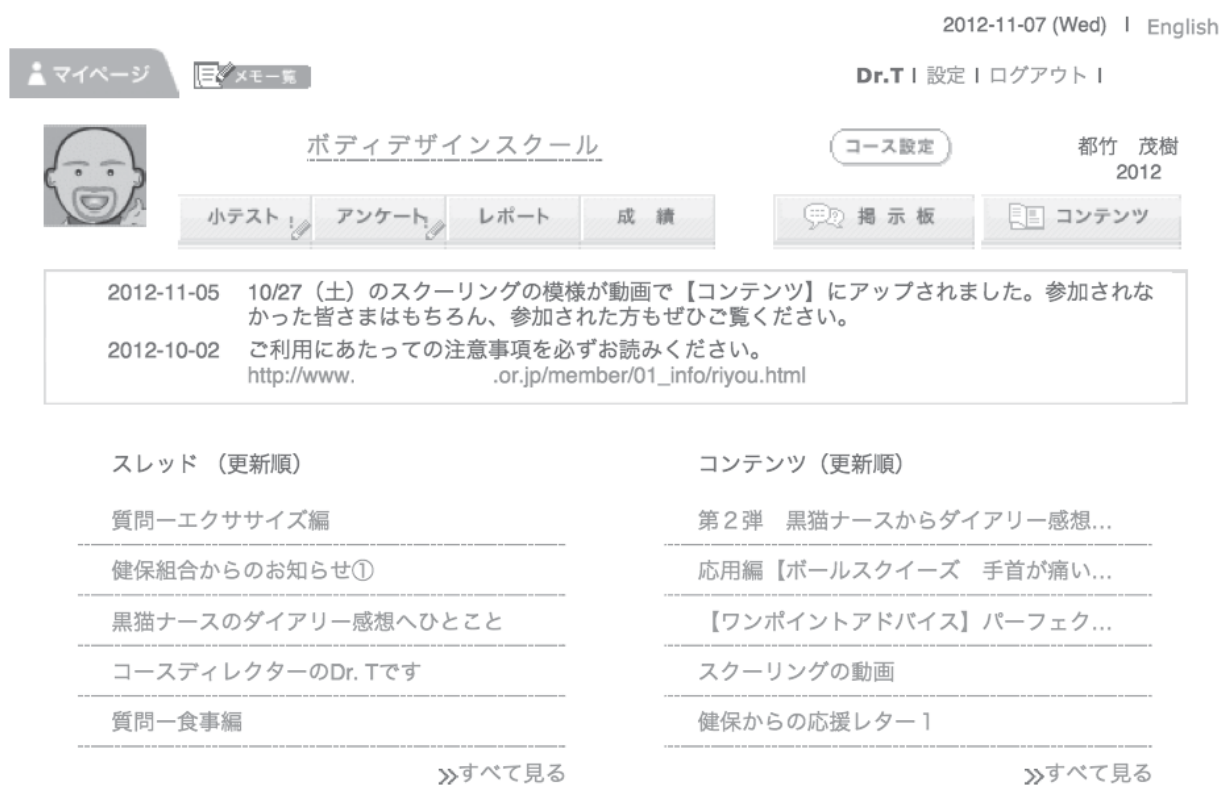 2012-11-07 (Wed) | English
マイページ メモ一覧 Dr.T | 設定 | ログアウト |
ボディデザインスクール コース設定 都竹 茂樹
2012
小テスト アンケート レポート 成 績 掲 示 板 コンテンツ
2012-11-05 10/27（土）のスクーリングの模様が動画で【コンテンツ】にアップされました。参加されな
かった皆さまはもちろん、参加された方もぜひご覧ください。
2012-10-02 ご利用にあたっての注意事項を必ずお読みください。
http://www. .or.jp/member/01_info/riyou.html
スレッド （更新順）
質問ーエクササイズ編
健保組合からのお知らせ①
黒猫ナースのダイアリー感想へひとこと
コースディレクターのDr. Tです
質問ー食事編
≫すべて見る
コンテンツ（更新順）
第２弾 黒猫ナースからダイアリー感想...
応用編【ボールスクイーズ 手首が痛い...
【ワンポイントアドバイス】パーフェク...
スクーリングの動画
健保からの応援レター１
≫すべて見る